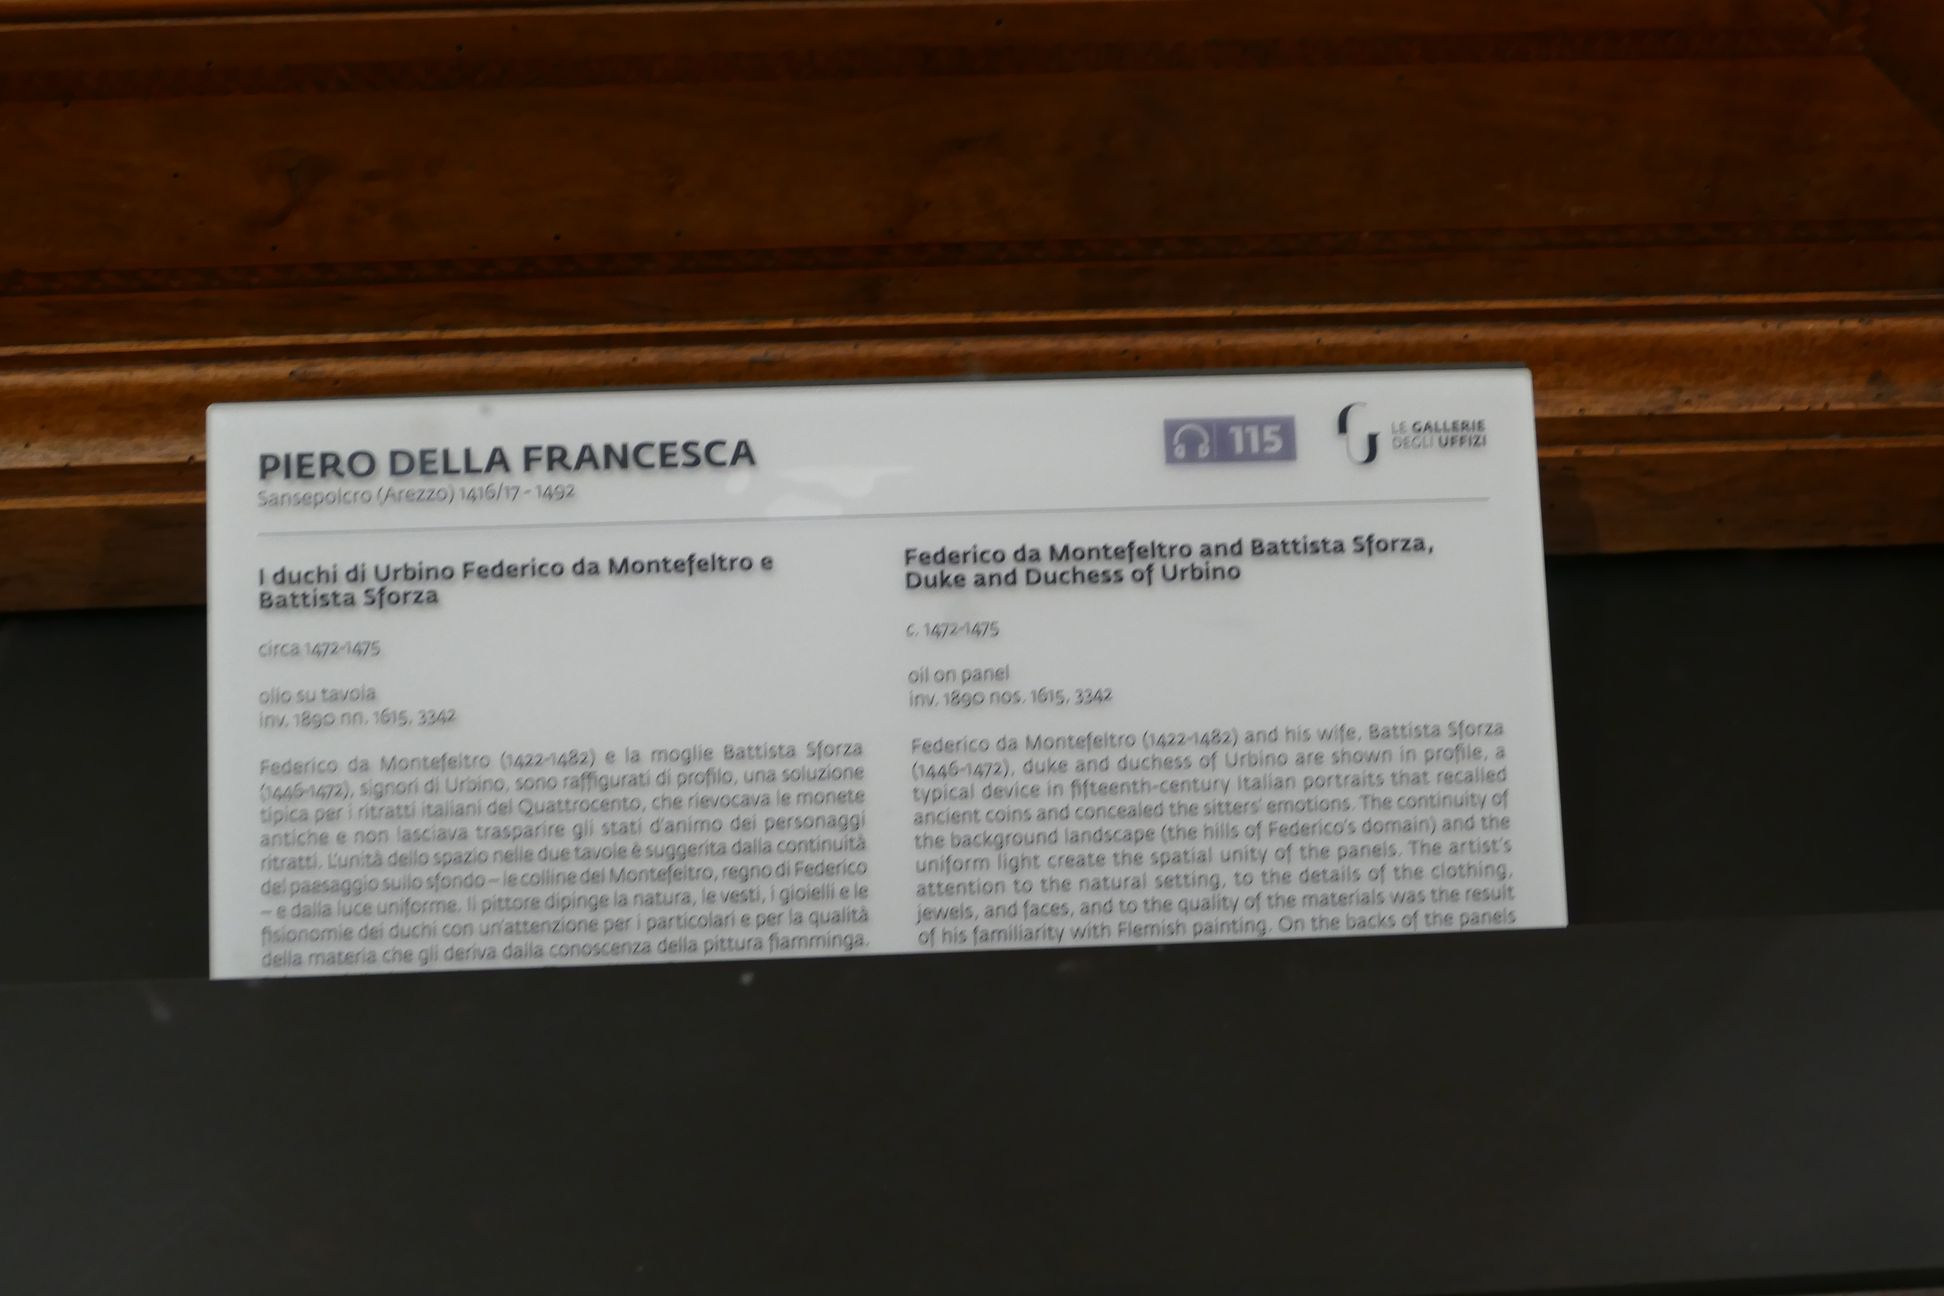 PIERO DELLA FRANCESCA
Sansepolcro (Arezzo) 1416/17 - 1492
115
LE GALLERIE
DEGLI UFFIZI
I duchi di Urbino Federico da Montefeltro e
Battista Sforza
circa 1472-1475
olio su tavola
inv. 1890 nn. 1615, 3342
Federico da Montefeltro (1422-1482) e la moglie Battista Sforza
(1446-1472), signori di Urbino, sono raffigurati di profilo, una soluzione
tipica per i ritratti italiani del Quattrocento, che rievocava le monete
antiche e non lasciava trasparire gli stati d'animo dei personaggi
ritratti. L'unità dello spazio nelle due tavole è suggerita dalla continuità
del paesaggio sullo sfondo – le colline del Montefeltro, regno di Federico
– e dalla luce uniforme. Il pittore dipinge la natura, le vesti, i gioielli e le
fisionomie dei duchi con un'attenzione per i particolari e per la qualità
della materia che gli deriva dalla conoscenza della pittura fiamminga.
Federico da Montefeltro and Battista Sforza,
Duke and Duchess of Urbino
c. 1472-1475
oil on panel
inv. 1890 nos. 1615, 3342
Federico da Montefeltro (1422-1482) and his wife, Battista Sforza
(1446-1472), duke and duchess of Urbino are shown in profile, a
typical device in fifteenth-century Italian portraits that recalled
ancient coins and concealed the sitters' emotions. The continuity of
the background landscape (the hills of Federico's domain) and the
uniform light create the spatial unity of the panels. The artist's
attention to the natural setting, to the details of the clothing,
jewels, and faces, and to the quality of the materials was the result
of his familiarity with Flemish painting. On the backs of the panels